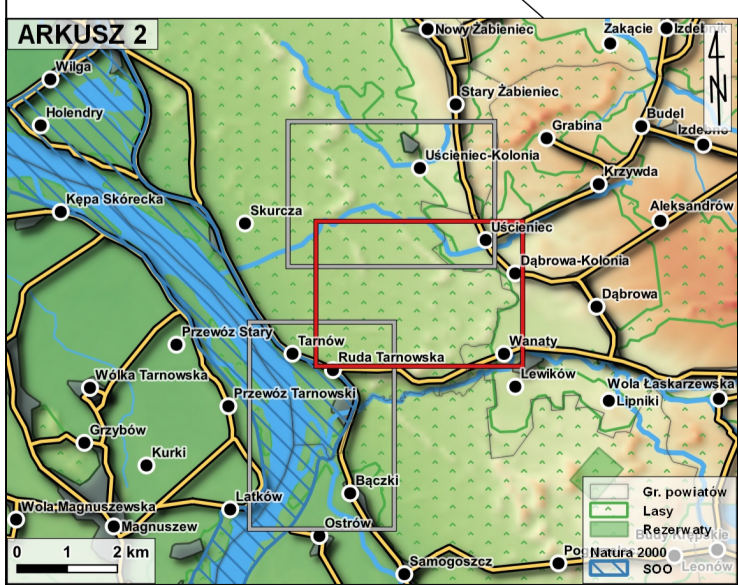 ARKUSZ 2
Nowy Żabieniec
Zakącie
Izdebnik
N
Wilga
Stary Żabieniec
Holendry
Budel
Grabina
Izdebno
Uścieniec-Kolonia
Krzywda
Kępa Skórecka
Skurcza
Aleksandrów
Uścieniec
Dąbrowa-Kolonia
Dąbrowa
Przewóz Stary
Tarnów
Wanaty
Ruda Tarnowska
Wólka Tarnowska
Lewików
Wola Łaskarzewska
Przewóz Tarnowski
Lipniki
Grzybów
Kurki
Bączki
Latków
Wola Magnuszewska
Magnuszew
Ostrów
Samogoszcz
Gr. powiatów
Lasy
Rezerwaty
Budy Krępskie
Natura 2000
SOO
Leonów
0 1 2 km